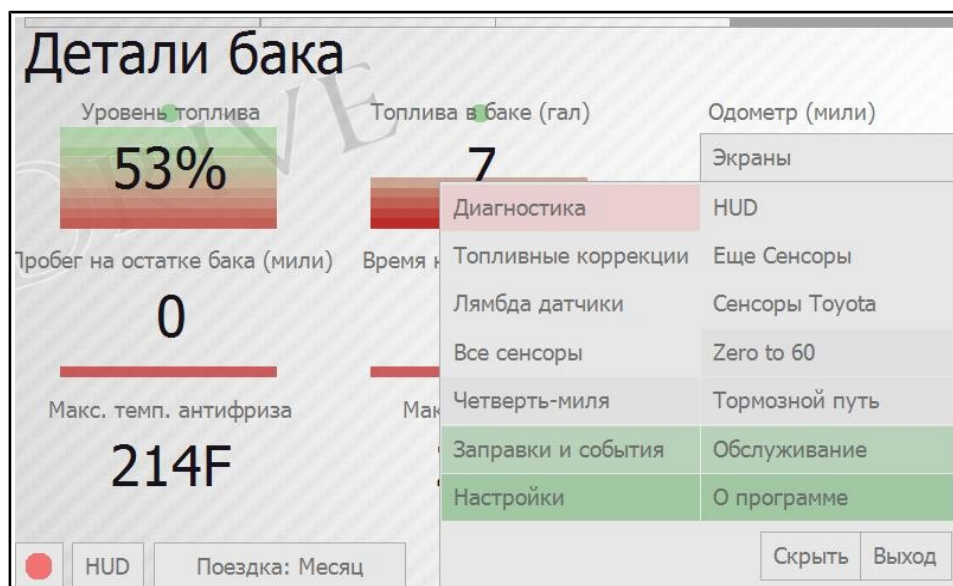 Детали бака
Уровень топлива
Топлива в баке (гал)
Одометр (мили)
53%
7
Экраны
Диагностика
HUD
Пробег на остатке бака (мили)
Время
Топливные коррекции
Еще Сенсоры
0
Лямбда датчики
Сенсоры Toyota
Все сенсоры
Zero to 60
Макс. темп. антифриза
Четверть-миля
Тормозной путь
214F
Заправки и события
Обслуживание
Настройки
О программе
HUD
Поездка: Месяц
Скрыть
Выход